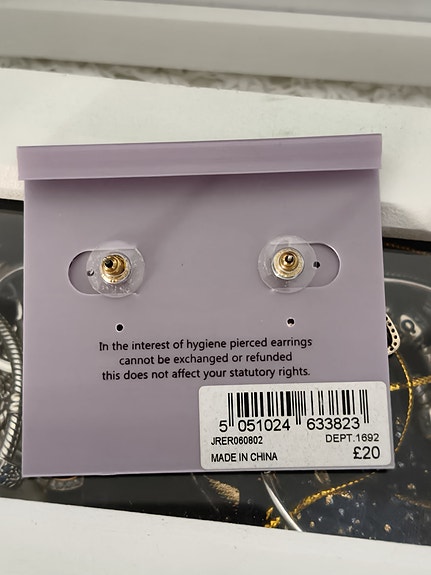 In the interest of hygiene pierced earrings
cannot be exchanged or refunded
this does not affect your statutory rights.
5 051024 633823
JRER060802 DEPT.1692
MADE IN CHINA £20